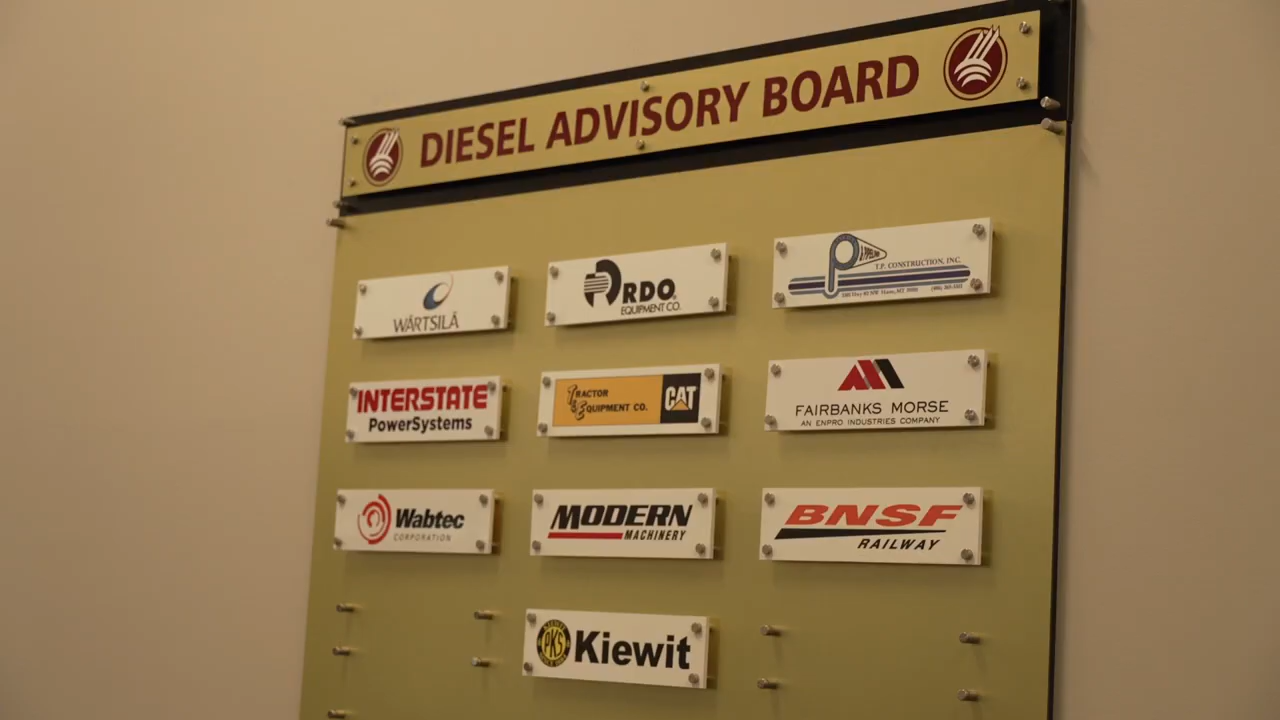 DIESEL ADVISORY BOARD
WÄRTSILÄ
RDO
EQUIPMENT CO.
T.P. CONSTRUCTION, INC.
INTERSTATE
PowerSystems
TRACTOR
& EQUIPMENT CO.
CAT
FAIRBANKS MORSE
AN ENPRO INDUSTRIES COMPANY
Wabtec
CORPORATION
MODERN
MACHINERY
BNSF
RAILWAY
KIEWIT
PKS
Kiewit